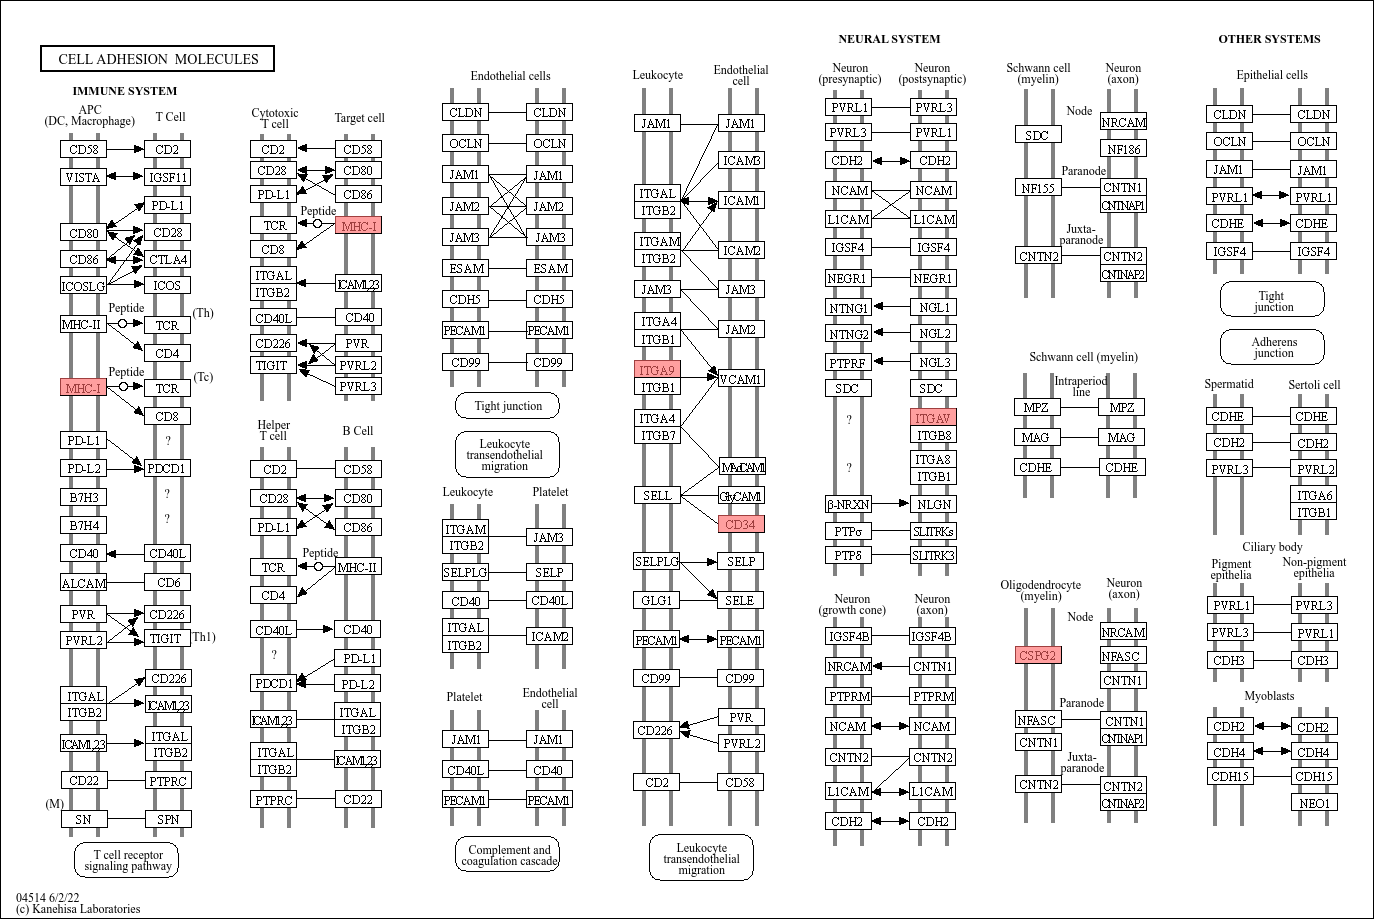 CELL ADHESION MOLECULES
IMMUNE SYSTEM
APC
(DC, Macrophage)
T Cell
CD58
CD2
VISTA
IGSF11
PD-L1
CD80
CD28
CD86
CTLA4
ICOSLG
ICOS
Peptide
MHC-II
TCR
(Th)
CD4
Peptide
MHC-I
TCR
(Tc)
CD8
PD-L1
?
PD-L2
PDCD1
B7H3
?
B7H4
?
CD40
CD40L
ALCAM
CD6
PVR
CD226
PVRL2
TIGIT
Th1)
CD226
ITGAL
ITGB2
ICAM1,23
ICAM1,23
ITGAL
ITGB2
CD22
PTPRC
(M)
SN
SPN
T cell receptor
signaling pathway
04514 6/2/22
(c) Kanehisa Laboratories
Cytotoxic
T cell
Target cell
CD2
CD58
CD28
CD80
PD-L1
CD86
Peptide
TCR
MHC-I
CD8
ITGAL
ITGB2
ICAM1,23
CD40L
CD40
CD226
PVR
TIGIT
PVRL2
PVRL3
Helper
T cell
B Cell
CD2
CD58
CD28
CD80
PD-L1
CD86
Peptide
TCR
MHC-II
CD4
CD40L
CD40
?
PD-L1
PDCD1
PD-L2
ICAM1,23
ITGAL
ITGB2
ITGAL
ITGB2
ICAM1,23
PTPRC
CD22
Endothelial cells
CLDN
CLDN
OCLN
OCLN
JAM1
JAM1
JAM2
JAM2
JAM3
JAM3
ESAM
ESAM
CDH5
CDH5
PECAM1
PECAM1
CD99
CD99
Tight junction
Leukocyte
transendothelial
migration
Leukocyte
Platelet
ITGAM
ITGB2
JAM3
SELPLG
SELP
CD40
CD40L
ITGAL
ITGB2
ICAM2
Platelet
Endothelial
cell
JAM1
JAM1
CD40L
CD40
PECAM1
PECAM1
Complement and
coagulation cascade
Leukocyte
Endothelial
cell
JAM1
JAM1
ICAM3
ITGAL
ITGB2
ICAM1
ITGAM
ITGB2
ICAM2
JAM3
JAM3
ITGA4
ITGB1
JAM2
ITGA9
ITGB1
VCAM1
ITGA4
ITGB7
MAdCAM1
SELL
GlyCAM1
CD34
SELPLG
SELP
GLG1
SELE
PECAM1
PECAM1
CD99
CD99
PVR
CD226
PVRL2
CD2
CD58
Leukocyte
transendothelial
migration
NEURAL SYSTEM
Neuron
(presynaptic)
Neuron
(postsynaptic)
PVRL1
PVRL3
PVRL3
PVRL1
CDH2
CDH2
NCAM
NCAM
L1CAM
L1CAM
IGSF4
IGSF4
NEGR1
NEGR1
NTNG1
NGL1
NTNG2
NGL2
PTPRF
NGL3
SDC
SDC
?
ITGAV
ITGB8
?
ITGA8
ITGB1
β-NRXN
NLGN
PTPσ
SLITRKs
PTPδ
SLITRK3
Neuron
(growth cone)
Neuron
(axon)
IGSF4B
IGSF4B
NRCAM
CNTN1
PTPRM
PTPRM
NCAM
NCAM
CNTN2
CNTN2
L1CAM
L1CAM
CDH2
CDH2
Schwann cell
(myelin)
Neuron
(axon)
Node
NRCAM
SDC
NF186
Paranode
NF155
CNTN1
CNTNAP1
Juxta-
paranode
CNTN2
CNTN2
CNTNAP2
Schwann cell (myelin)
Intraperiod
line
MPZ
MPZ
MAG
MAG
CDHE
CDHE
Oligodendrocyte
(myelin)
Neuron
(axon)
Node
NRCAM
CSPG2
NFASC
CNTN1
Paranode
NFASC
CNTN1
CNTNAP1
CNTN1
Juxta-
paranode
CNTN2
CNTN2
CNTNAP2
OTHER SYSTEMS
Epithelial cells
CLDN
CLDN
OCLN
OCLN
JAM1
JAM1
PVRL1
PVRL1
CDHE
CDHE
IGSF4
IGSF4
Tight
junction
Adherens
junction
Spermatid
Sertoli cell
CDHE
CDHE
CDH2
CDH2
PVRL3
PVRL2
ITGA6
ITGB1
Ciliary body
Pigment
epithelia
Non-pigment
epithelia
PVRL1
PVRL3
PVRL3
PVRL1
CDH3
CDH3
Myoblasts
CDH2
CDH2
CDH4
CDH4
CDH15
CDH15
NEO1